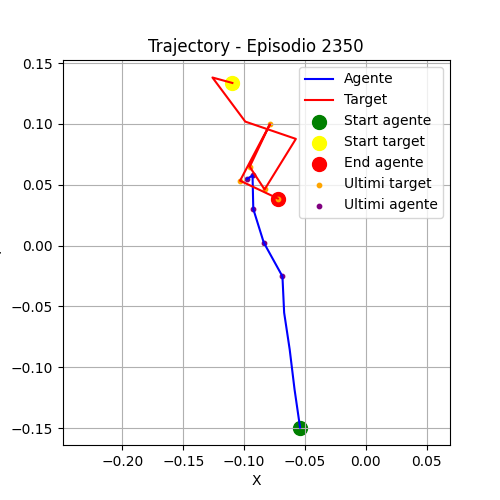 Trajectory - Episodio 2350
Agente
Target
Start agente
Start target
End agente
Ultimi target
Ultimi agente
0.15
0.10
0.05
0.00
−0.05
−0.10
−0.15
−0.20
−0.15
−0.10
−0.05
0.00
0.05
X